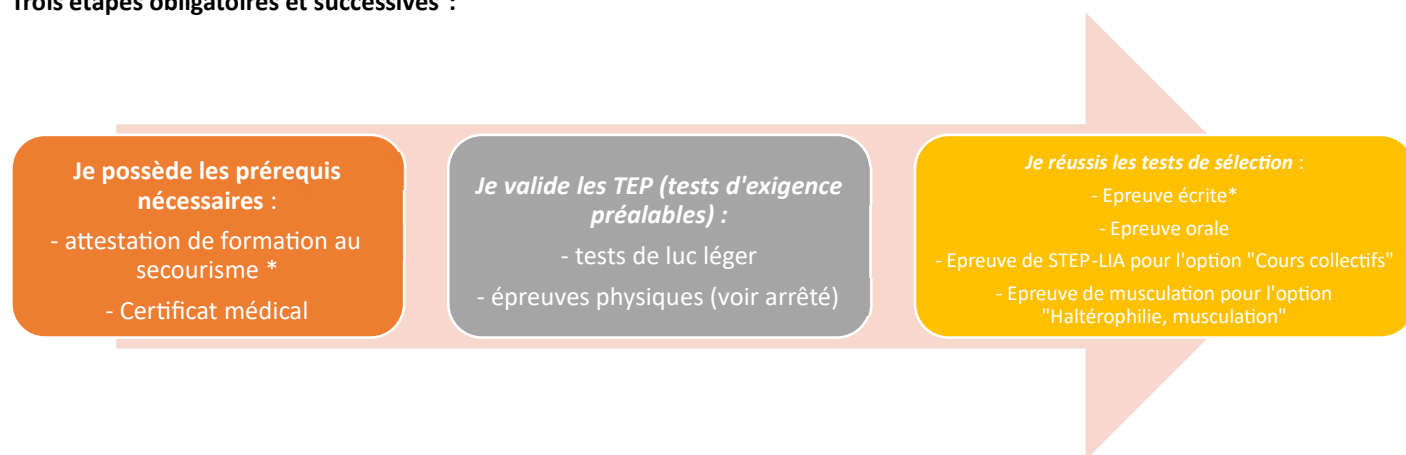 Trois étapes obligatoires et successives :
Je possède les prérequis
nécessaires :
- attestation de formation au
secourisme *
- Certificat médical
Je valide les TEP (tests d'exigence
préalables) :
- tests de luc léger
- épreuves physiques (voir arrêté)
Je réussis les tests de sélection :
- Epreuve écrite*
- Epreuve orale
- Epreuve de STEP-LIA pour l'option "Cours collectifs"
- Epreuve de musculation pour l'option
"Haltérophilie, musculation"